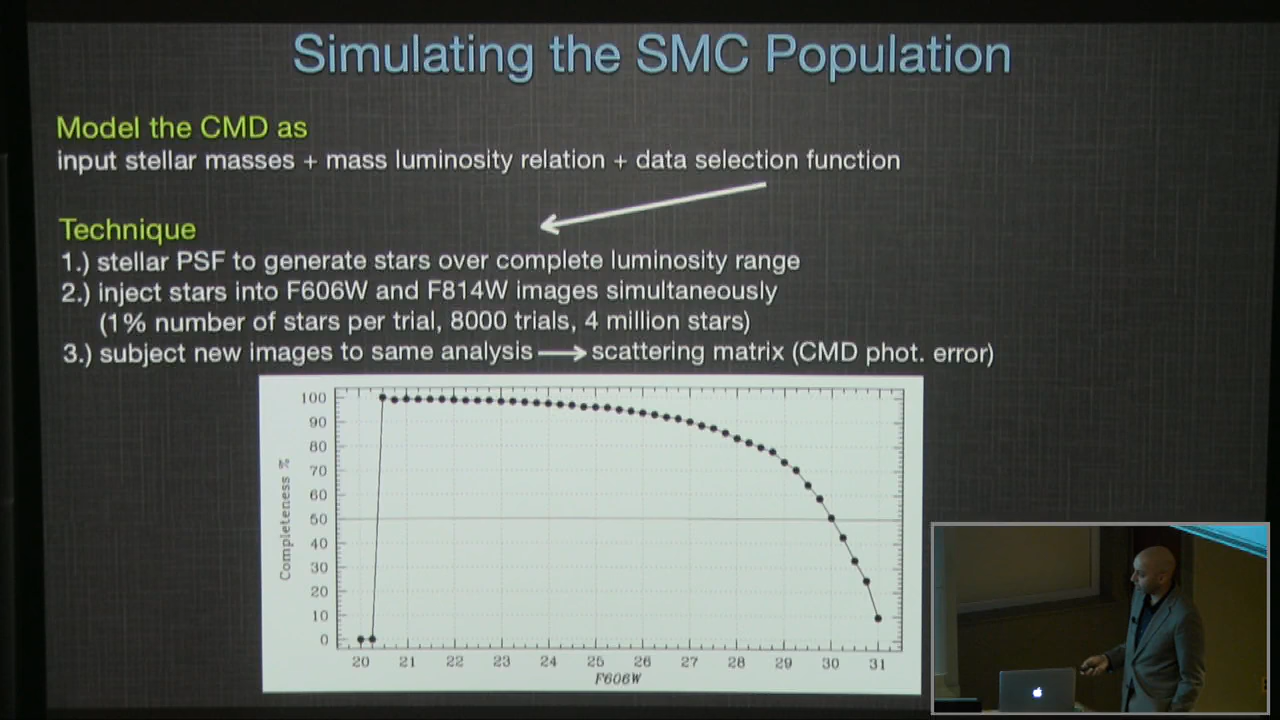 Simulating the SMC Population
Model the CMD as
input stellar masses + mass luminosity relation + data selection function
Technique
1.) stellar PSF to generate stars over complete luminosity range
2.) inject stars into F606W and F814W images simultaneously
(1% number of stars per trial, 8000 trials, 4 million stars)
3.) subject new images to same analysis → scattering matrix (CMD phot. error)
Completeness %
100
90
80
70
60
50
40
30
20
10
0
20 21 22 23 24 25 26 27 28 29 30 31
F606W